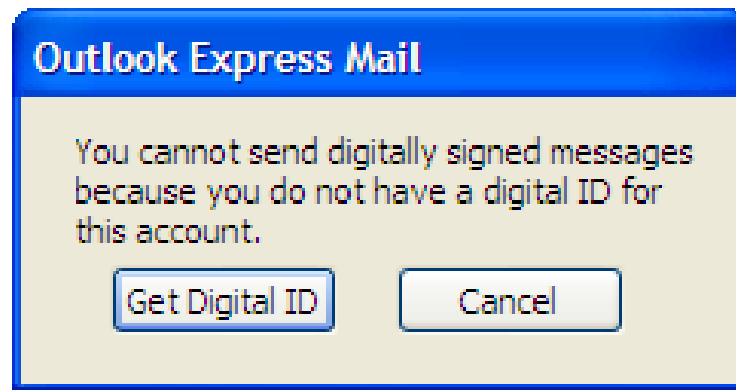 Outlook Express Mail
You cannot send digitally signed messages
because you do not have a digital ID for
this account.
Get Digital ID
Cancel